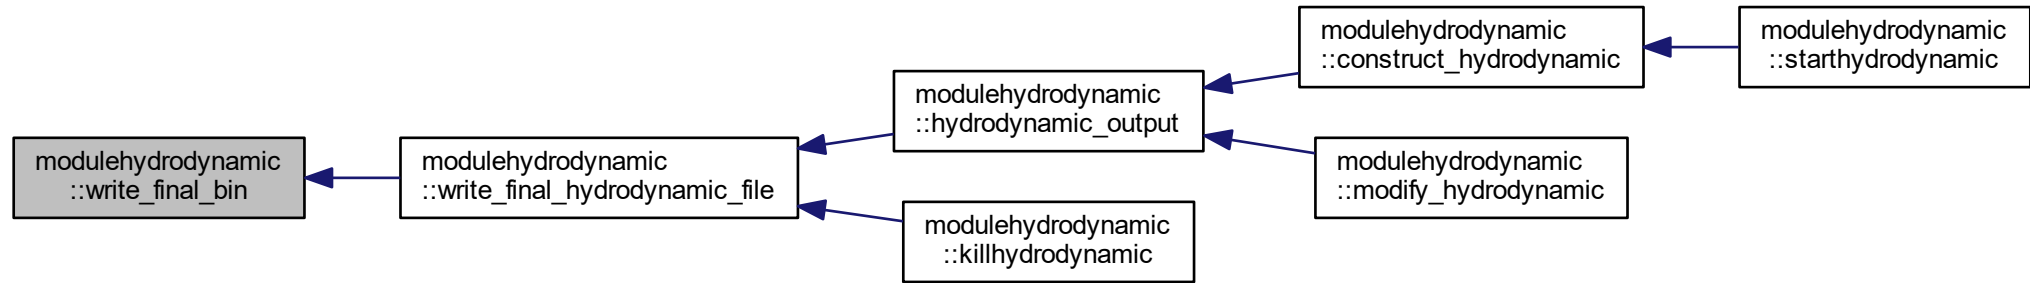 modulehydrodynamic
::write_final_bin
modulehydrodynamic
::write_final_hydrodynamic_file
modulehydrodynamic
::hydrodynamic_output
modulehydrodynamic
::killhydrodynamic
modulehydrodynamic
::construct_hydrodynamic
modulehydrodynamic
::modify_hydrodynamic
modulehydrodynamic
::starthydrodynamic